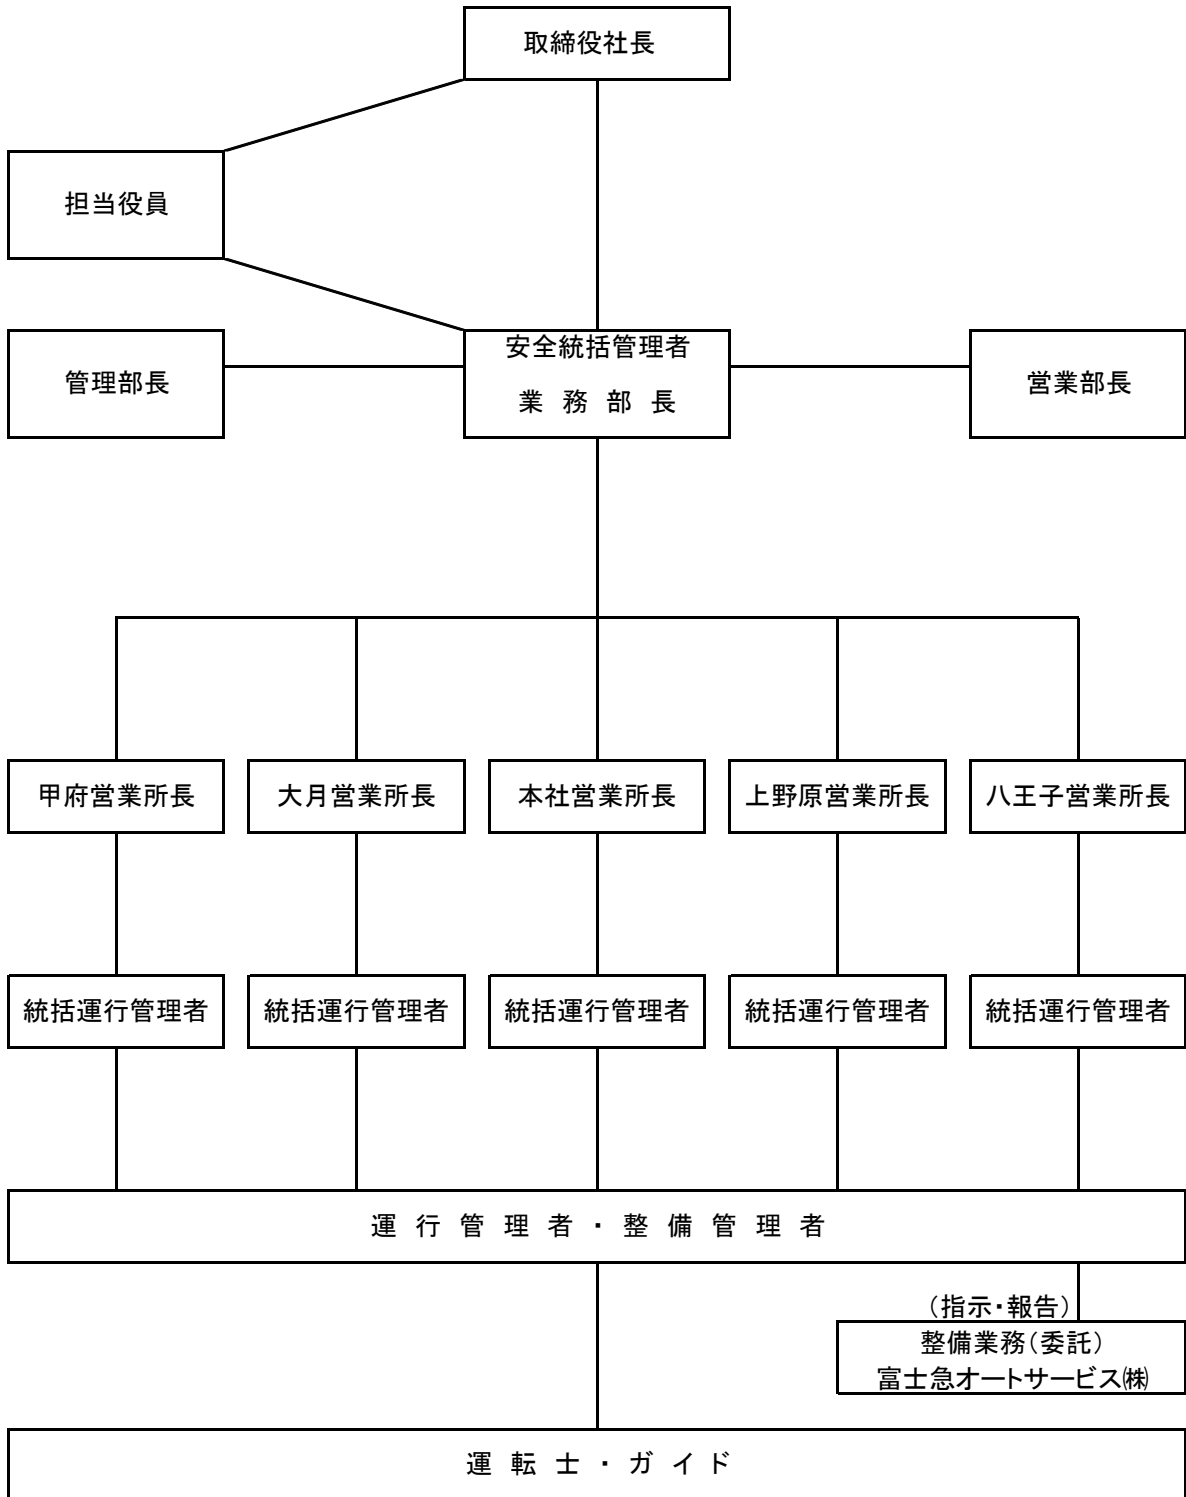 取締役社長
担当役員
管理部長
安全統括管理者
業務部長
営業部長
甲府営業所長
大月営業所長
本社営業所長
上野原営業所長
八王子営業所長
統括運行管理者
統括運行管理者
統括運行管理者
統括運行管理者
統括運行管理者
運行管理者・整備管理者
（指示・報告）
整備業務（委託）
富士急オートサービス㈱
運転士・ガイド